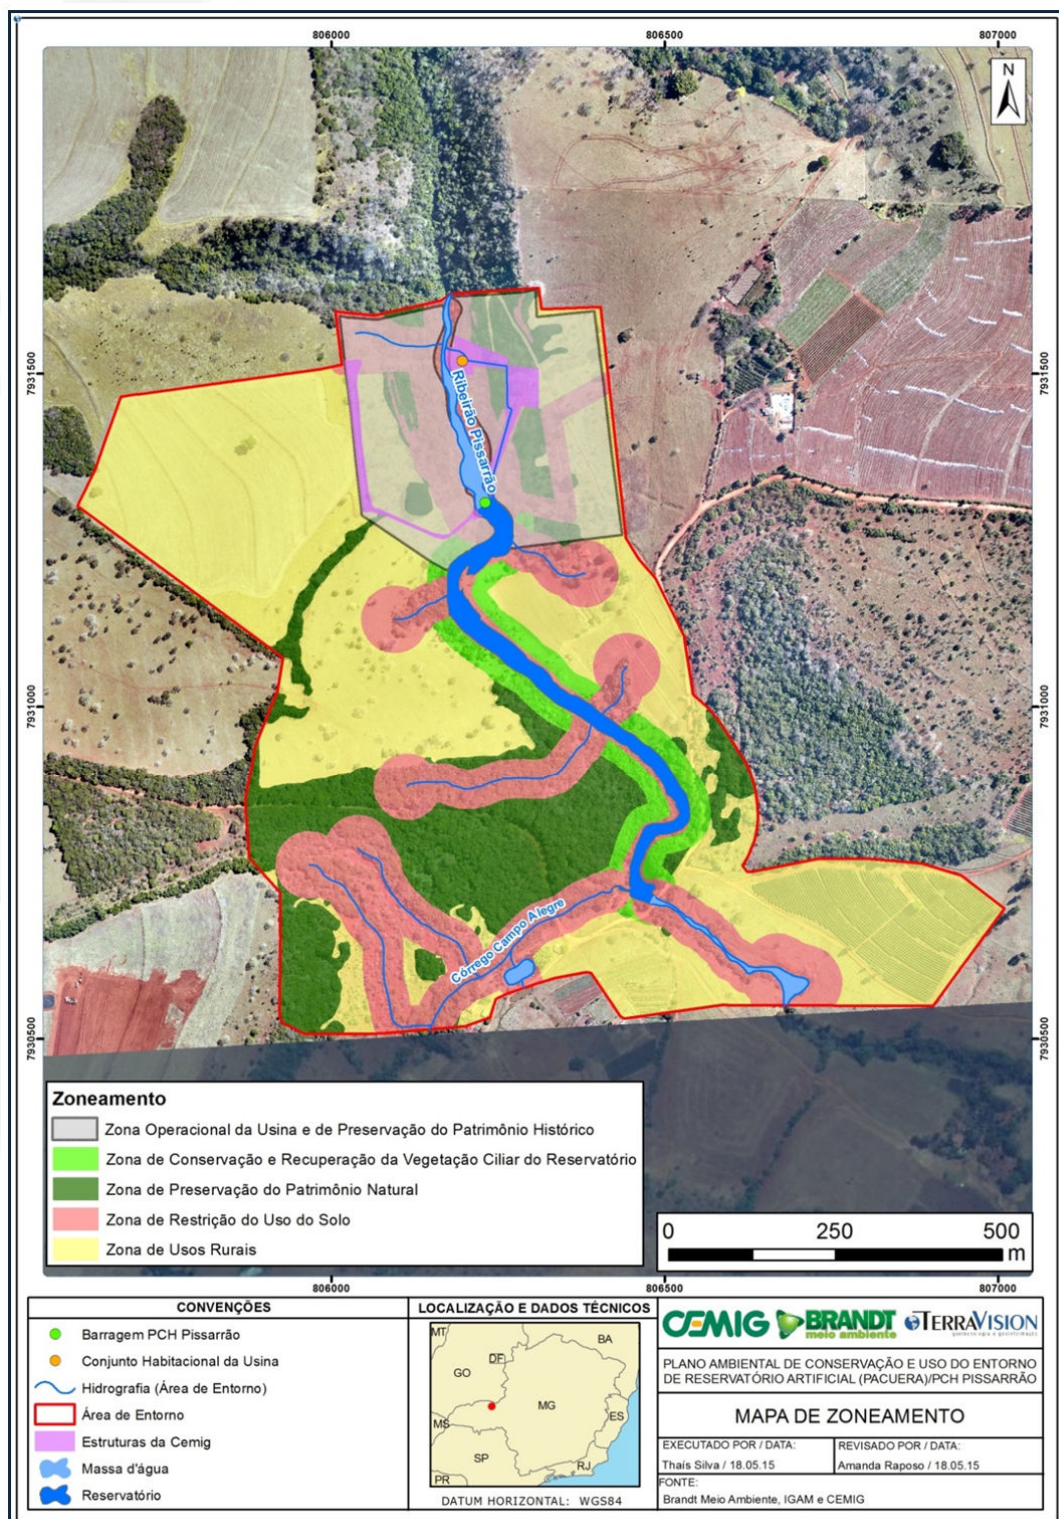 806000
806500
807000
N
7931500
7931500
Ribeirão Pissarrão
7931000
7931000
Córrego Campo Alegre
7930500
7930500
Zoneamento
Zona Operacional da Usina e de Preservação do Patrimônio Histórico
Zona de Conservação e Recuperação da Vegetação Ciliar do Reservatório
Zona de Preservação do Patrimônio Natural
Zona de Restrição do Uso do Solo
Zona de Usos Rurais
0 250 500
m
806000
806500
807000
CONVENÇÕES
Barragem PCH Pissarrão
Conjunto Habitacional da Usina
Hidrografia (Área de Entorno)
Área de Entorno
Estruturas da Cemig
Massa d'água
Reservatório
LOCALIZAÇÃO E DADOS TÉCNICOS
MT
BA
GO
DF
MG
MS
ES
SP
RJ
PR
DATUM HORIZONTAL: WGS84
CEMIG
BRANDT
meio ambiente
TERRAVISION
PLANO AMBIENTAL DE CONSERVAÇÃO E USO DO ENTORNO
DE RESERVATÓRIO ARTIFICIAL (PACUERA)/PCH PISSARRÃO
MAPA DE ZONEAMENTO
EXECUTADO POR / DATA:
Thaís Silva / 18.05.15
REVISADO POR / DATA:
Amanda Raposo / 18.05.15
FONTE:
Brandt Meio Ambiente, IGAM e CEMIG